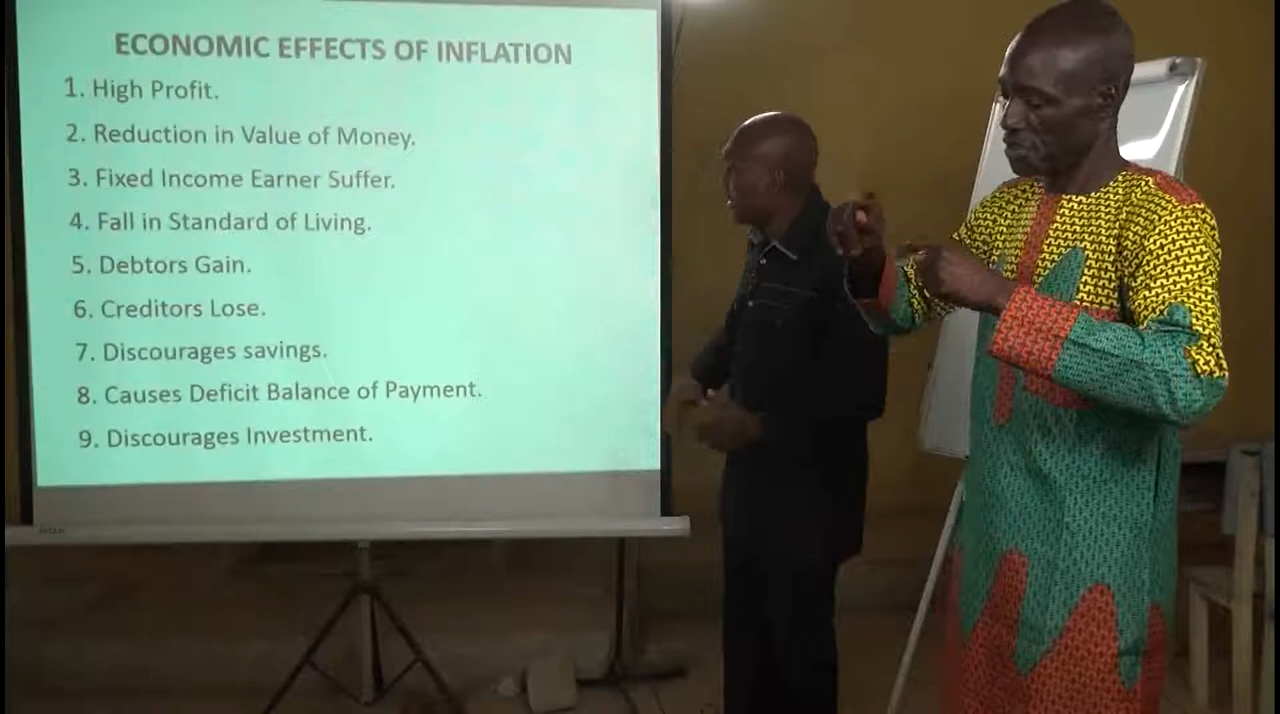 ECONOMIC EFFECTS OF INFLATION
1. High Profit.
2. Reduction in Value of Money.
3. Fixed Income Earner Suffer.
4. Fall in Standard of Living.
5. Debtors Gain.
6. Creditors Lose.
7. Discourages savings.
8. Causes Deficit Balance of Payment.
9. Discourages Investment.